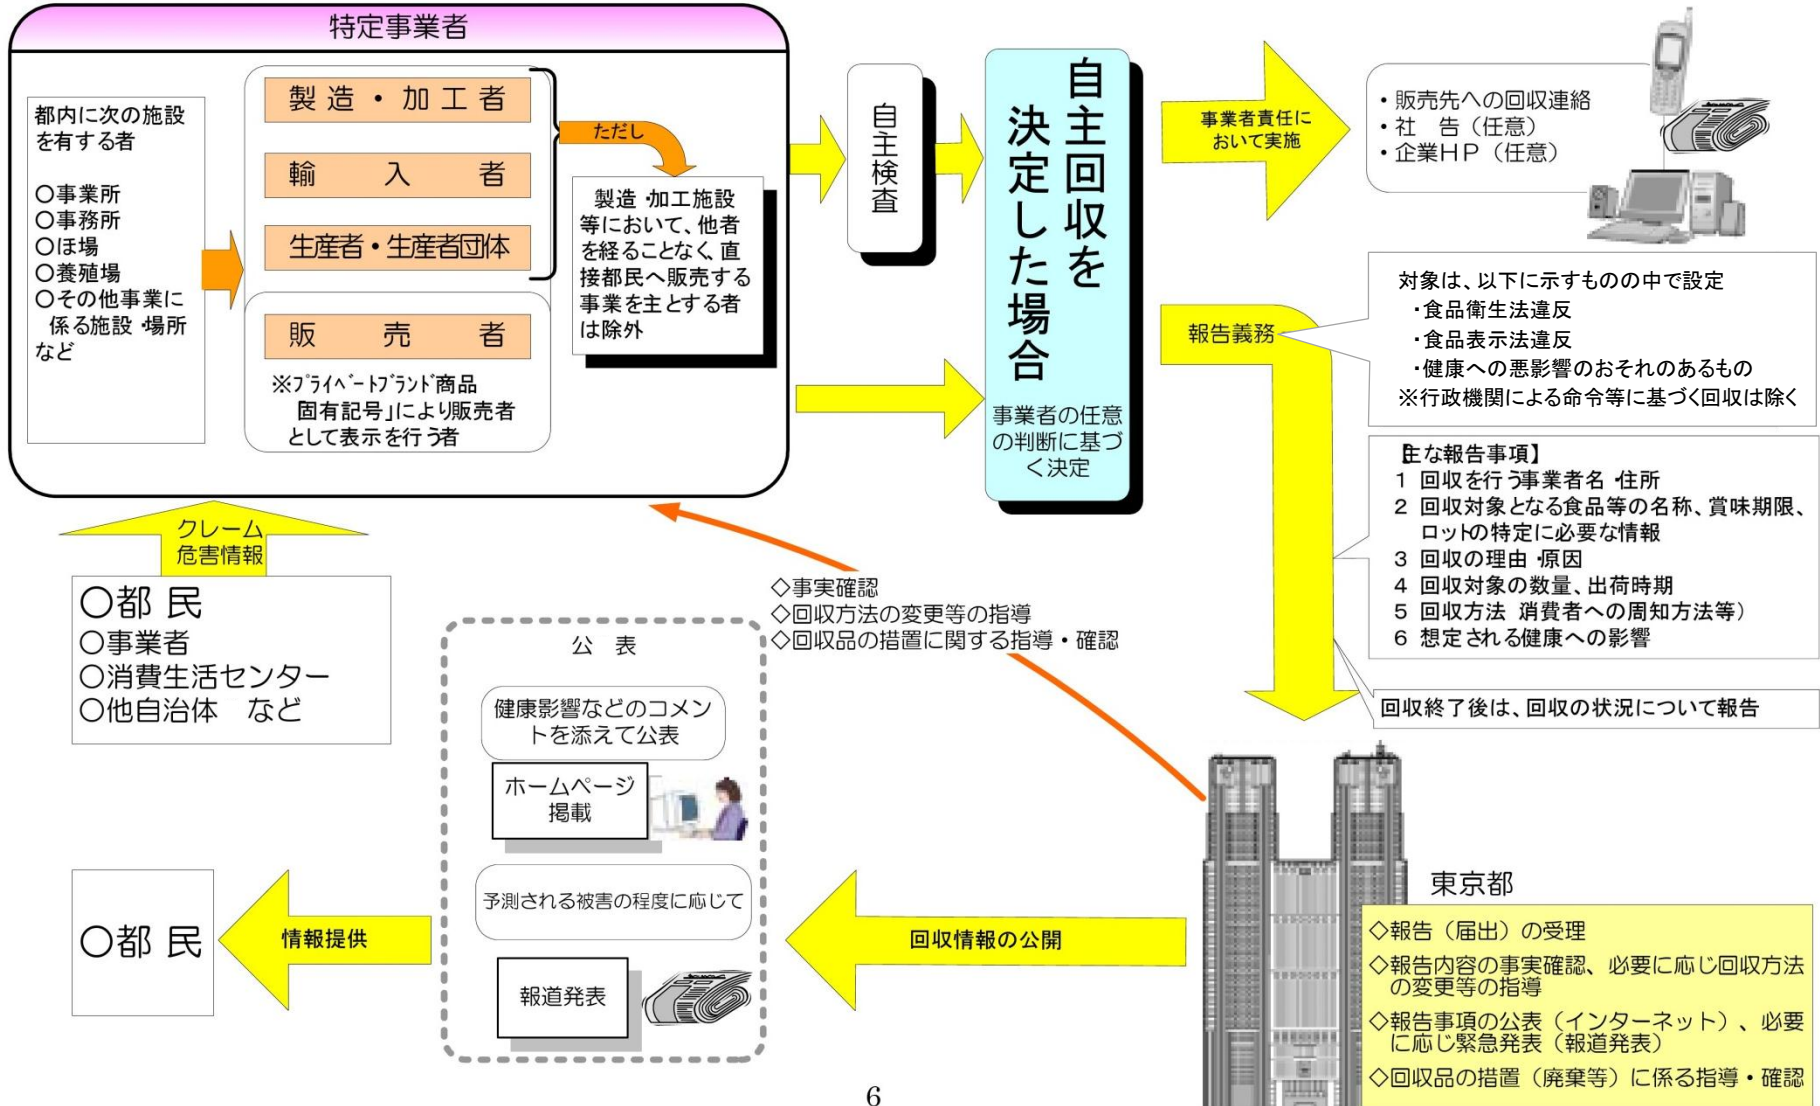 特定事業者
都内に次の施設
を有する者
○事業所
○事務所
○ほ場
○養殖場
○その他事業に
係る施設・場所
など
製造・加工者
輸入者
生産者・生産者団体
販売者
※プライベートブランド商品
固有記号」により販売者
として表示を行う者
ただし
製造・加工施設
等において、他者
を経ることなく、直
接都民へ販売する
事業を主とする者
は除外
自主検査
自主回収を
決定した場合
事業者の任意
の判断に基づ
く決定
事業者責任に
おいて実施
・販売先への回収連絡
・社　告（任意）
・企業ＨＰ（任意）
報告義務
対象は、以下に示すものの中で設定
・食品衛生法違反
・食品表示法違反
・健康への悪影響のおそれのあるもの
※行政機関による命令等に基づく回収は除く
【主な報告事項】
1 回収を行う事業者名・住所
2 回収対象となる食品等の名称、賞味期限、
ロットの特定に必要な情報
3 回収の理由・原因
4 回収対象の数量、出荷時期
5 回収方法 消費者への周知方法等）
6 想定される健康への影響
回収終了後は、回収の状況について報告
クレーム
危害情報
○都 民
○事業者
○消費生活センター
○他自治体　など
◇事実確認
◇回収方法の変更等の指導
◇回収品の措置に関する指導・確認
公　表
健康影響などのコメン
トを添えて公表
ホームページ
掲載
予測される被害の程度に応じて
報道発表
○都 民
情報提供
回収情報の公開
東京都
◇報告（届出）の受理
◇報告内容の事実確認、必要に応じ回収方法
の変更等の指導
◇報告事項の公表（インターネット）、必要
に応じ緊急発表（報道発表）
◇回収品の措置（廃棄等）に係る指導・確認
6